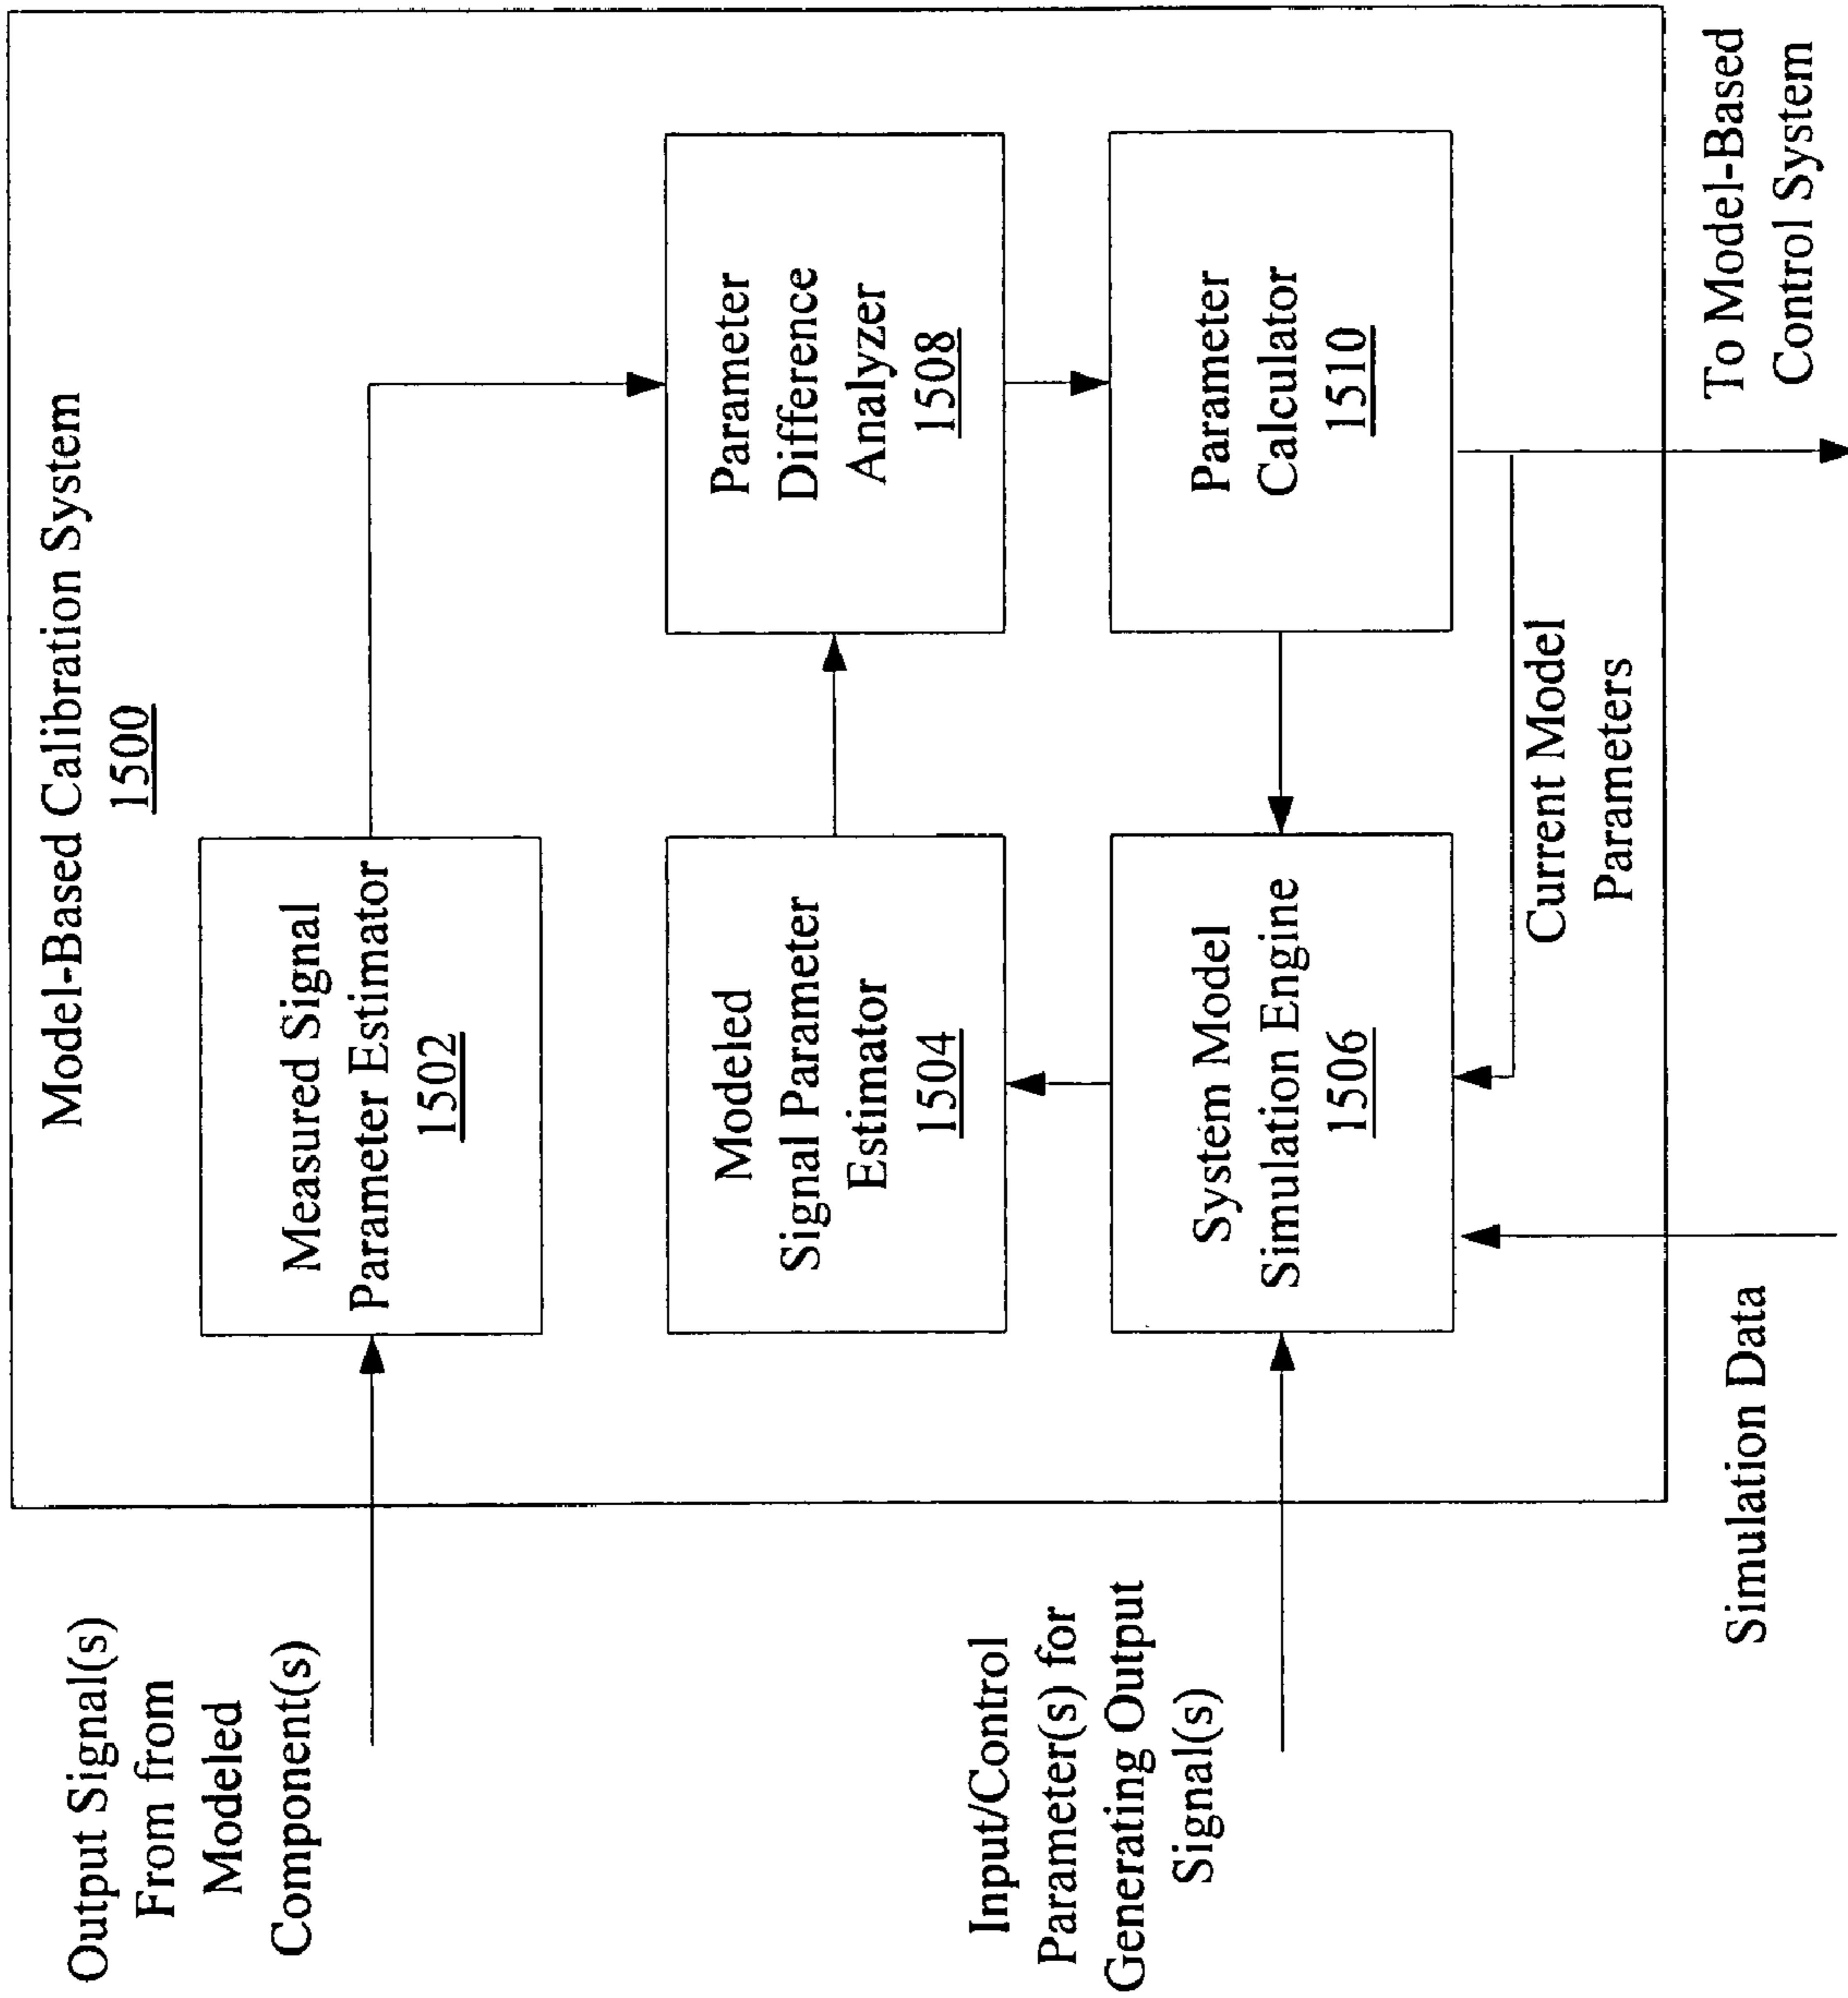 Model-Based Calibration System
1500
Output Signal(s)
From from
Modeled
Component(s)
Measured Signal
Parameter Estimator
1502
Modeled
Signal Parameter
Estimator
1504
Parameter
Difference
Analyzer
1508
Input/Control
Parameter(s) for
Generating Output
Signal(s)
System Model
Simulation Engine
1506
Parameter
Calculator
1510
Current Model
Parameters
Simulation Data
To Model-Based
Control System